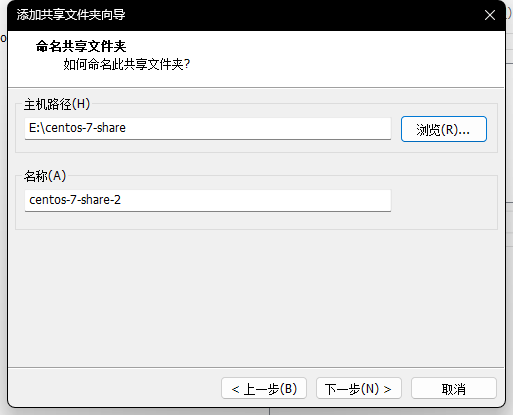 添加共享文件夹向导
命名共享文件夹
如何命名此共享文件夹?
主机路径(H)
E:\centos-7-share
浏览(R)...
名称(A)
centos-7-share-2
< 上一步(B)
下一步(N) >
取消